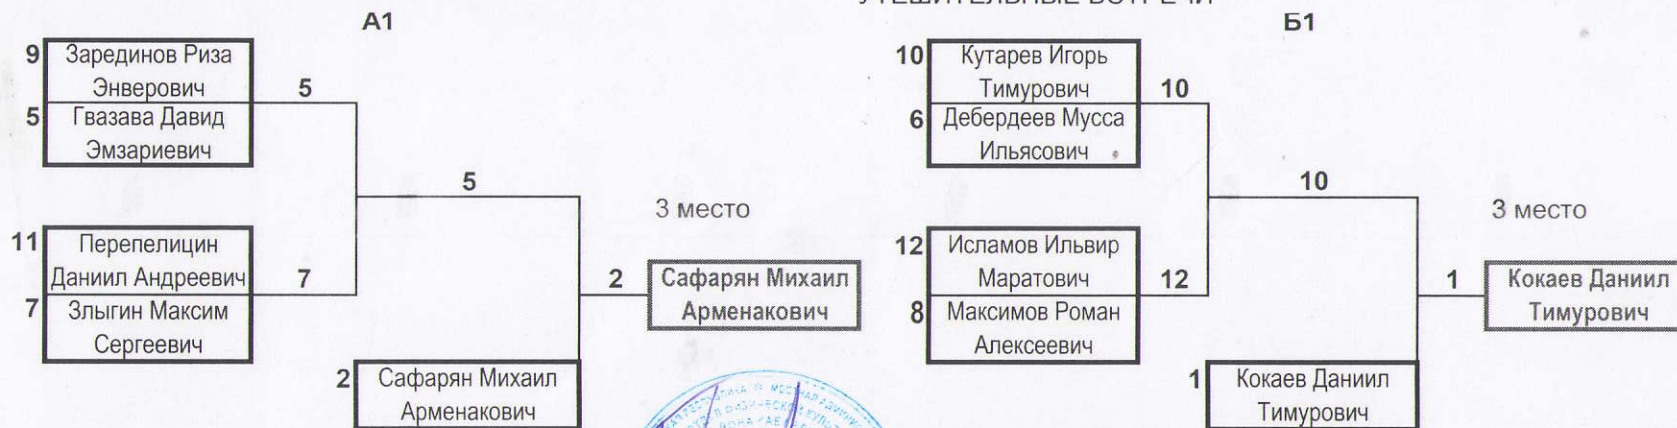 УТЕШИТЕЛЬНЫЕ ВСТРЕЧИ
А1
9 Зарединов Риза
Энверович
5
5 Гвазава Давид
Эмзариевич
5
11 Перепелицин
Даниил Андреевич
7
7 Злыгин Максим
Сергеевич
3 место
2
Сафарян Михаил
Арменакович
2 Сафарян Михаил
Арменакович
Б1
10 Кутарев Игорь
Тимурович
10
6 Дебердеев Мусса
Ильясович
10
12 Исламов Ильвир
Маратович
12
8 Максимов Роман
Алексеевич
3 место
1
Кокаев Даниил
Тимурович
1 Кокаев Даниил
Тимурович